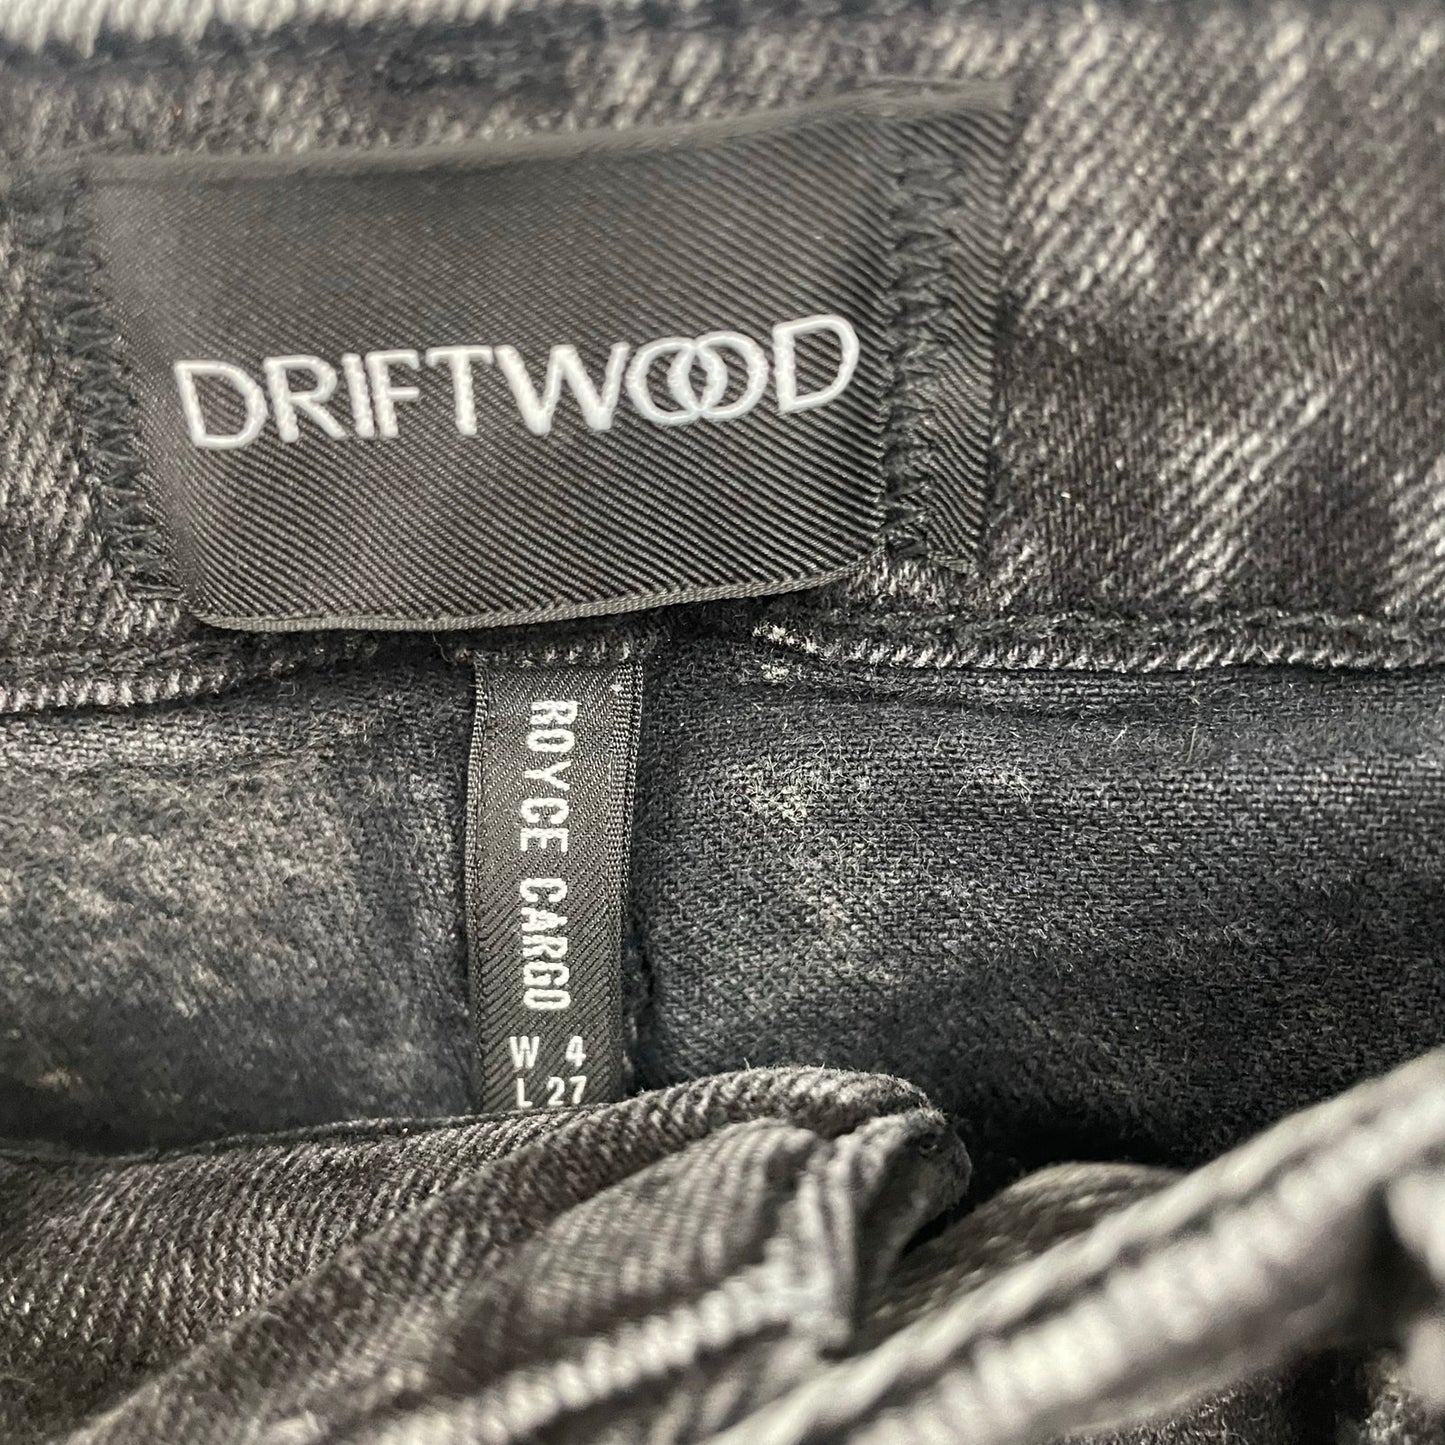 DRIFTWOOD
ROYCE CARGO
W 4
L 27